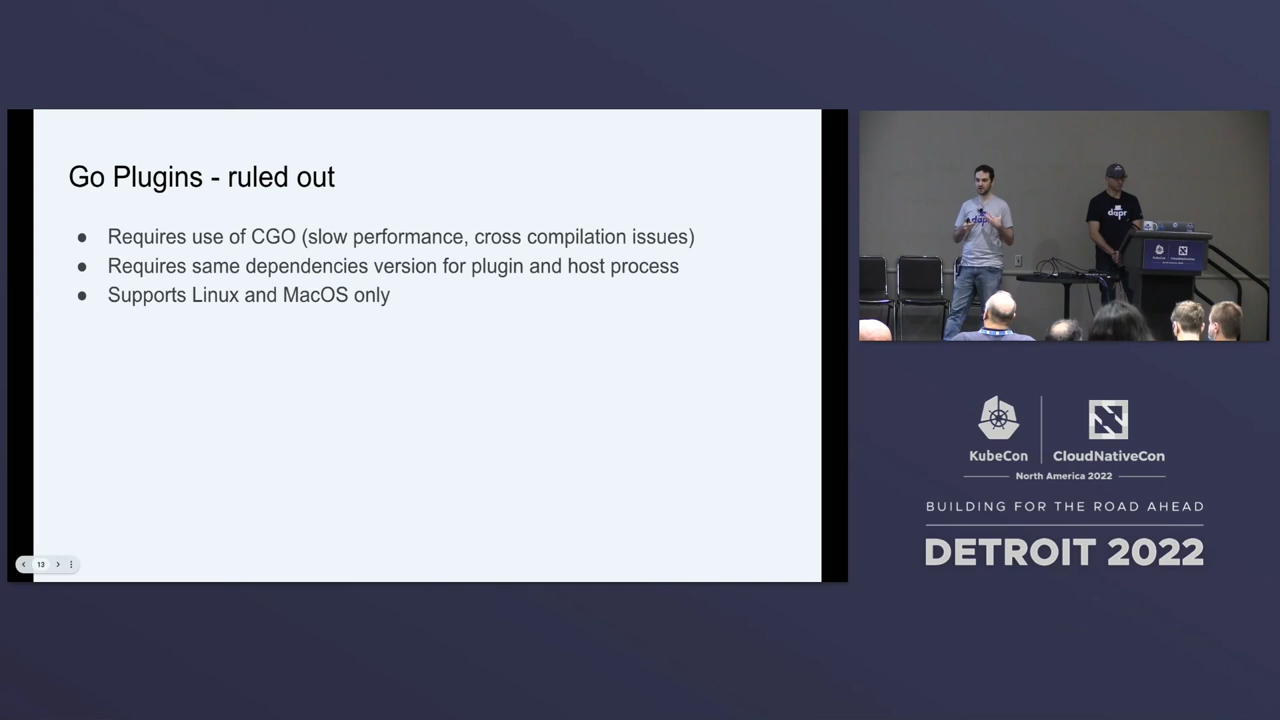 Go Plugins - ruled out
● Requires use of CGO (slow performance, cross compilation issues)
● Requires same dependencies version for plugin and host process
● Supports Linux and MacOS only
13
dapr
dapr
KubeCon
CloudNativeCon
North America 2022
BUILDING FOR THE ROAD AHEAD
DETROIT 2022